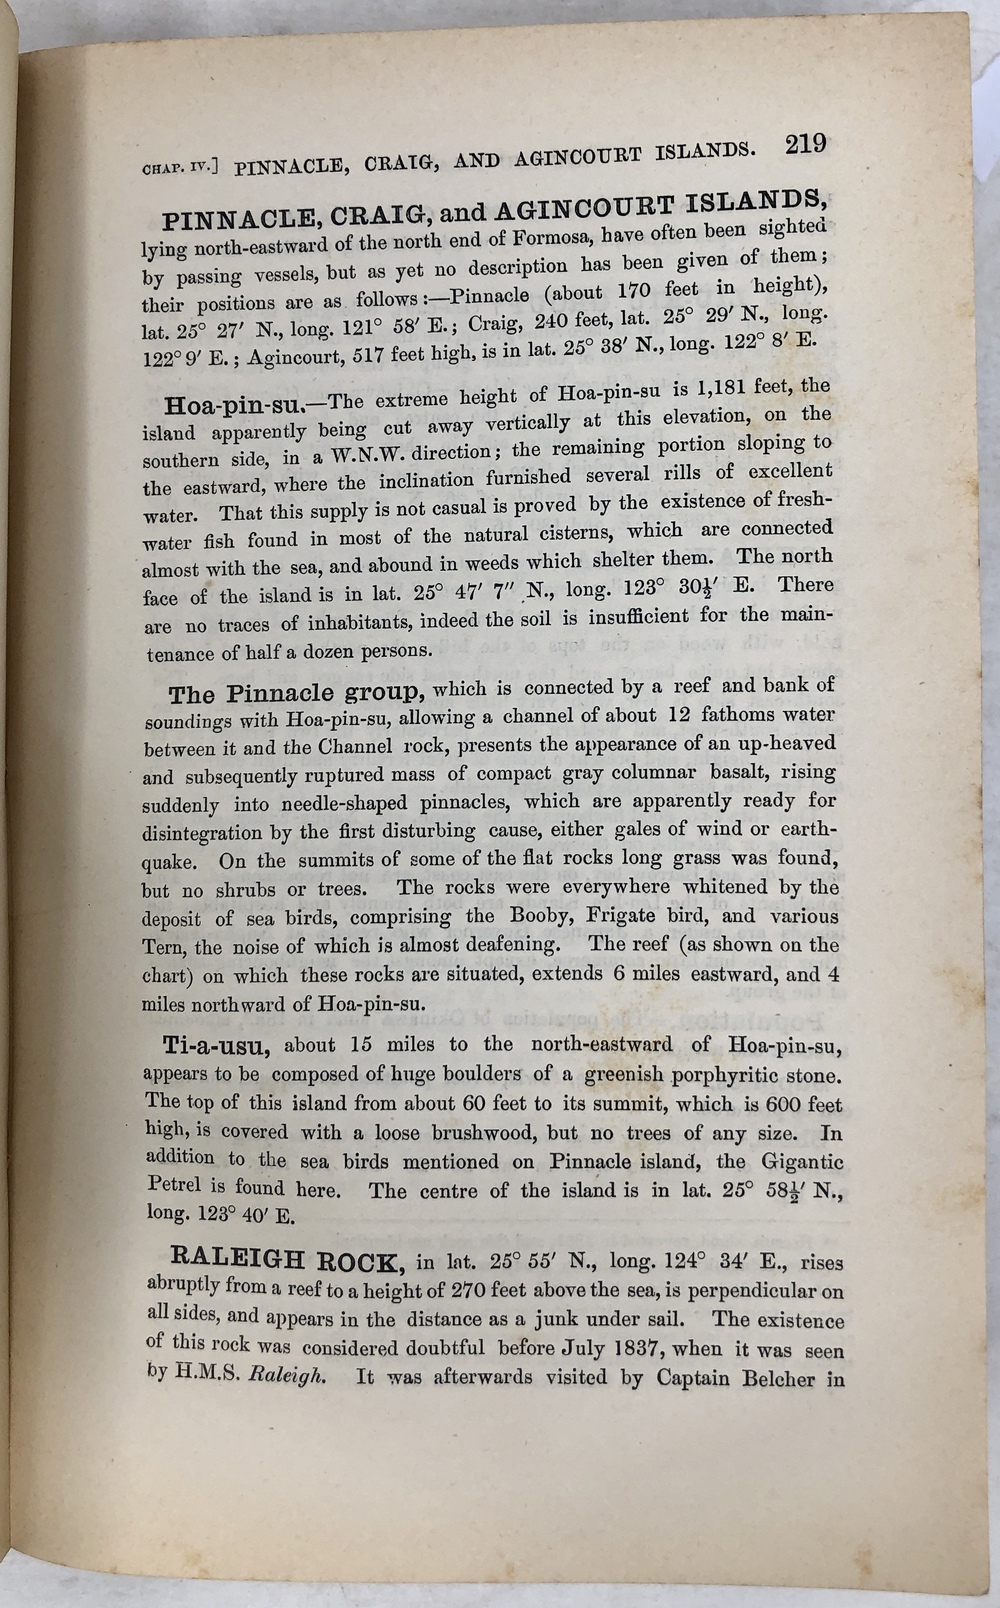 CHAP. IV.] PINNACLE, CRAIG, AND AGINCOURT ISLANDS. 219
PINNACLE, CRAIG, and AGINCOURT ISLANDS,
lying north-eastward of the north end of Formosa, have often been sighted
by passing vessels, but as yet no description has been given of them;
their positions are as follows:—Pinnacle (about 170 feet in height),
lat. 25° 27′ N., long. 121° 58′ E.; Craig, 240 feet, lat. 25° 29′ N., long.
122° 9′ E.; Agincourt, 517 feet high, is in lat. 25° 38′ N., long. 122° 8′ E.
Hoa-pin-su.—The extreme height of Hoa-pin-su is 1,181 feet, the
island apparently being cut away vertically at this elevation, on the
southern side, in a W.N.W. direction; the remaining portion sloping to
the eastward, where the inclination furnished several rills of excellent
water. That this supply is not casual is proved by the existence of fresh-
water fish found in most of the natural cisterns, which are connected
almost with the sea, and abound in weeds which shelter them. The north
face of the island is in lat. 25° 47′ 7″ N., long. 123° 30½′ E. There
are no traces of inhabitants, indeed the soil is insufficient for the main-
tenance of half a dozen persons.
The Pinnacle group, which is connected by a reef and bank of
soundings with Hoa-pin-su, allowing a channel of about 12 fathoms water
between it and the Channel rock, presents the appearance of an up-heaved
and subsequently ruptured mass of compact gray columnar basalt, rising
suddenly into needle-shaped pinnacles, which are apparently ready for
disintegration by the first disturbing cause, either gales of wind or earth-
quake. On the summits of some of the flat rocks long grass was found,
but no shrubs or trees. The rocks were everywhere whitened by the
deposit of sea birds, comprising the Booby, Frigate bird, and various
Tern, the noise of which is almost deafening. The reef (as shown on the
chart) on which these rocks are situated, extends 6 miles eastward, and 4
miles northward of Hoa-pin-su.
Ti-a-usu, about 15 miles to the north-eastward of Hoa-pin-su,
appears to be composed of huge boulders of a greenish porphyritic stone.
The top of this island from about 60 feet to its summit, which is 600 feet
high, is covered with a loose brushwood, but no trees of any size. In
addition to the sea birds mentioned on Pinnacle island, the Gigantic
Petrel is found here. The centre of the island is in lat. 25° 58½′ N.,
long. 123° 40′ E.
RALEIGH ROCK, in lat. 25° 55′ N., long. 124° 34′ E., rises
abruptly from a reef to a height of 270 feet above the sea, is perpendicular on
all sides, and appears in the distance as a junk under sail. The existence
of this rock was considered doubtful before July 1837, when it was seen
by H.M.S. Raleigh. It was afterwards visited by Captain Belcher in